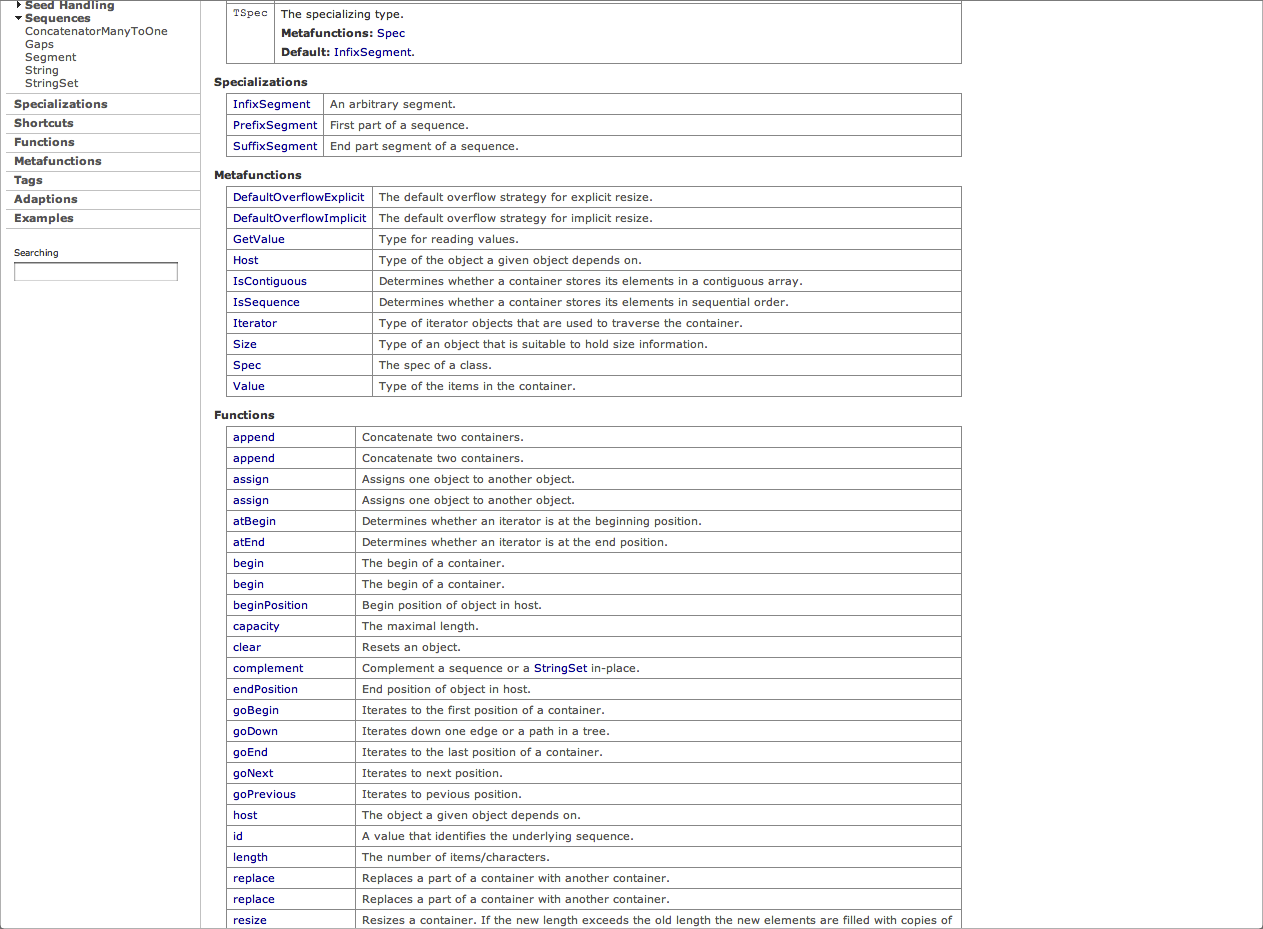 Seed Handling
Sequences
ConcatenatorManyToOne
Gaps
Segment
String
StringSet
Specializations
Shortcuts
Functions
Metafunctions
Tags
Adaptions
Examples
Searching
TSpec The specializing type.
Metafunctions: Spec
Default: InfixSegment.
Specializations
InfixSegment An arbitrary segment.
PrefixSegment First part of a sequence.
SuffixSegment End part segment of a sequence.
Metafunctions
DefaultOverflowExplicit The default overflow strategy for explicit resize.
DefaultOverflowImplicit The default overflow strategy for implicit resize.
GetValue Type for reading values.
Host Type of the object a given object depends on.
IsContiguous Determines whether a container stores its elements in a contiguous array.
IsSequence Determines whether a container stores its elements in sequential order.
Iterator Type of iterator objects that are used to traverse the container.
Size Type of an object that is suitable to hold size information.
Spec The spec of a class.
Value Type of the items in the container.
Functions
append Concatenate two containers.
append Concatenate two containers.
assign Assigns one object to another object.
assign Assigns one object to another object.
atBegin Determines whether an iterator is at the beginning position.
atEnd Determines whether an iterator is at the end position.
begin The begin of a container.
begin The begin of a container.
beginPosition Begin position of object in host.
capacity The maximal length.
clear Resets an object.
complement Complement a sequence or a StringSet in-place.
endPosition End position of object in host.
goBegin Iterates to the first position of a container.
goDown Iterates down one edge or a path in a tree.
goEnd Iterates to the last position of a container.
goNext Iterates to next position.
goPrevious Iterates to pevious position.
host The object a given object depends on.
id A value that identifies the underlying sequence.
length The number of items/characters.
replace Replaces a part of a container with another container.
replace Replaces a part of a container with another container.
resize Resizes a container. If the new length exceeds the old length the new elements are filled with copies of